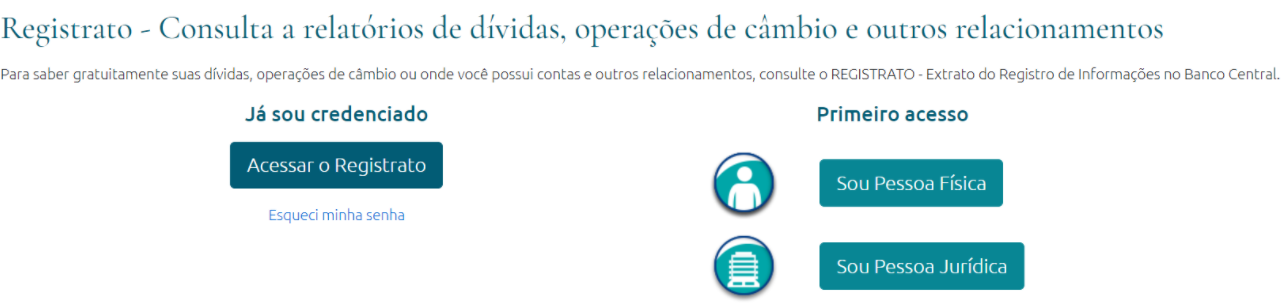 Registrato - Consulta a relatórios de dívidas, operações de câmbio e outros relacionamentos
Para saber gratuitamente suas dívidas, operações de câmbio ou onde você possui contas e outros relacionamentos, consulte o REGISTRATO - Extrato do Registro de Informações no Banco Central.
Já sou credenciado
Acessar o Registrato
Esqueci minha senha
Primeiro acesso
Sou Pessoa Física
Sou Pessoa Jurídica